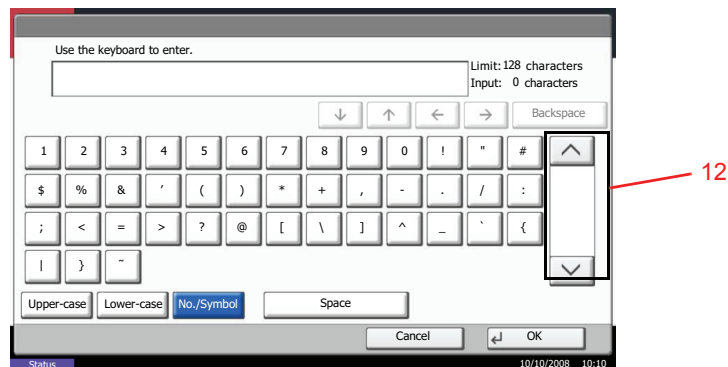 Use the keyboard to enter.
Limit: 128 characters
Input: 0 characters
↓ ↑ ← → Backspace
1 2 3 4 5 6 7 8 9 0 ! " #
$ % & ' ( ) * + , - . / :
; < = > ? @ [ \ ] ^ _ ` {
| } ~
12
Upper-case Lower-case No./Symbol Space
Cancel ↵ OK
Status 10/10/2008 10:10